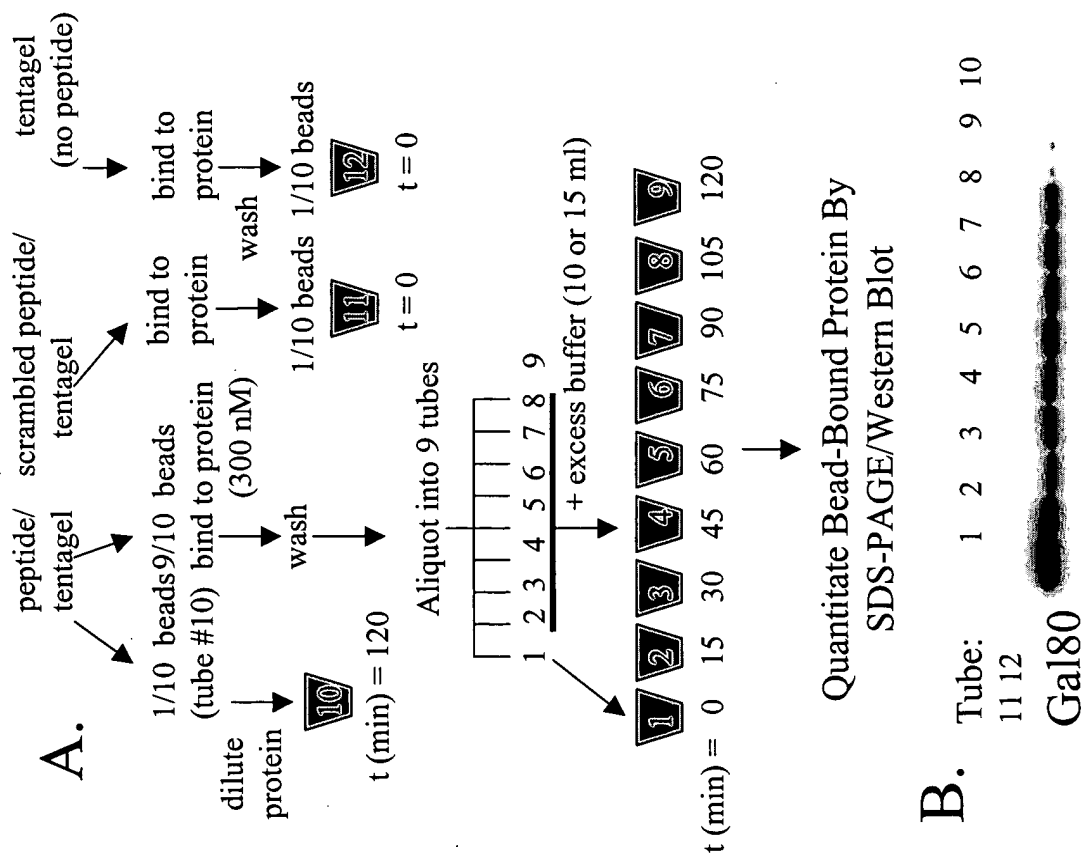 A.
peptide/ tentagel
scrambled peptide/ tentagel
tentagel (no peptide)
1/10 beads 9/10 beads
(tube #10) bind to protein
(300 nM)
bind to protein
bind to protein
dilute protein
wash
wash
1/10 beads 1/10 beads
10
11
12
t (min) = 120
t = 0
t = 0
Aliquot into 9 tubes
1 2 3 4 5 6 7 8 9
+ excess buffer (10 or 15 ml)
1 2 3 4 5 6 7 8 9
t (min) = 0 15 30 45 60 75 90 105 120
Quantitate Bead-Bound Protein By
SDS-PAGE/Western Blot
B.
Tube: 1 2 3 4 5 6 7 8 9 10
11 12
Gal80